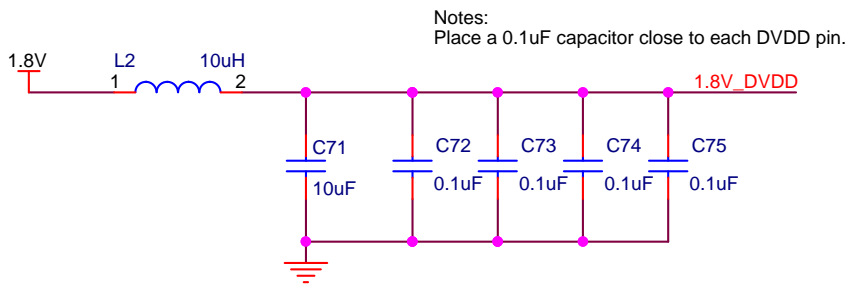 Notes:
Place a 0.1uF capacitor close to each DVDD pin.
1.8V
L2
10uH
1
2
1.8V_DVDD
C71
C72
C73
C74
C75
10uF
0.1uF
0.1uF
0.1uF
0.1uF